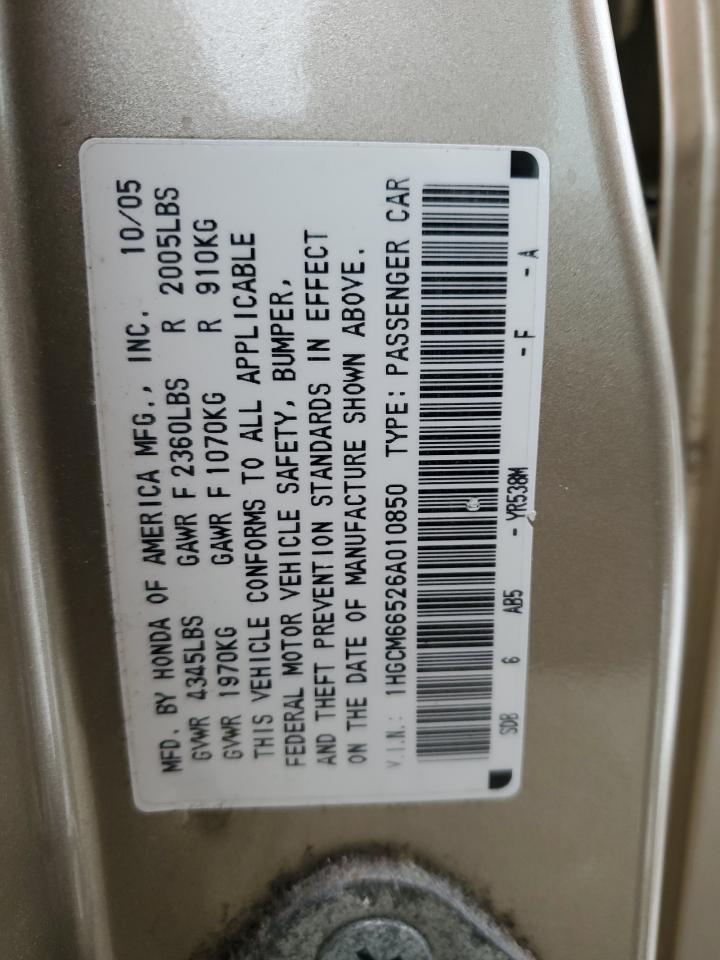 MFD. BY HONDA OF AMERICA MFG., INC. 10/05
GVWR 4345LBS GAWR F 2360LBS R 2005LBS
GVWR 1970KG GAWR F 1070KG R 910KG
THIS VEHICLE CONFORMS TO ALL APPLICABLE
FEDERAL MOTOR VEHICLE SAFETY, BUMPER,
AND THEFT PREVENTION STANDARDS IN EFFECT
ON THE DATE OF MANUFACTURE SHOWN ABOVE.
V.I.N.: 1HGCM66526A010850 TYPE: PASSENGER CAR
SDB 6 AB5 - YR538M - F - A